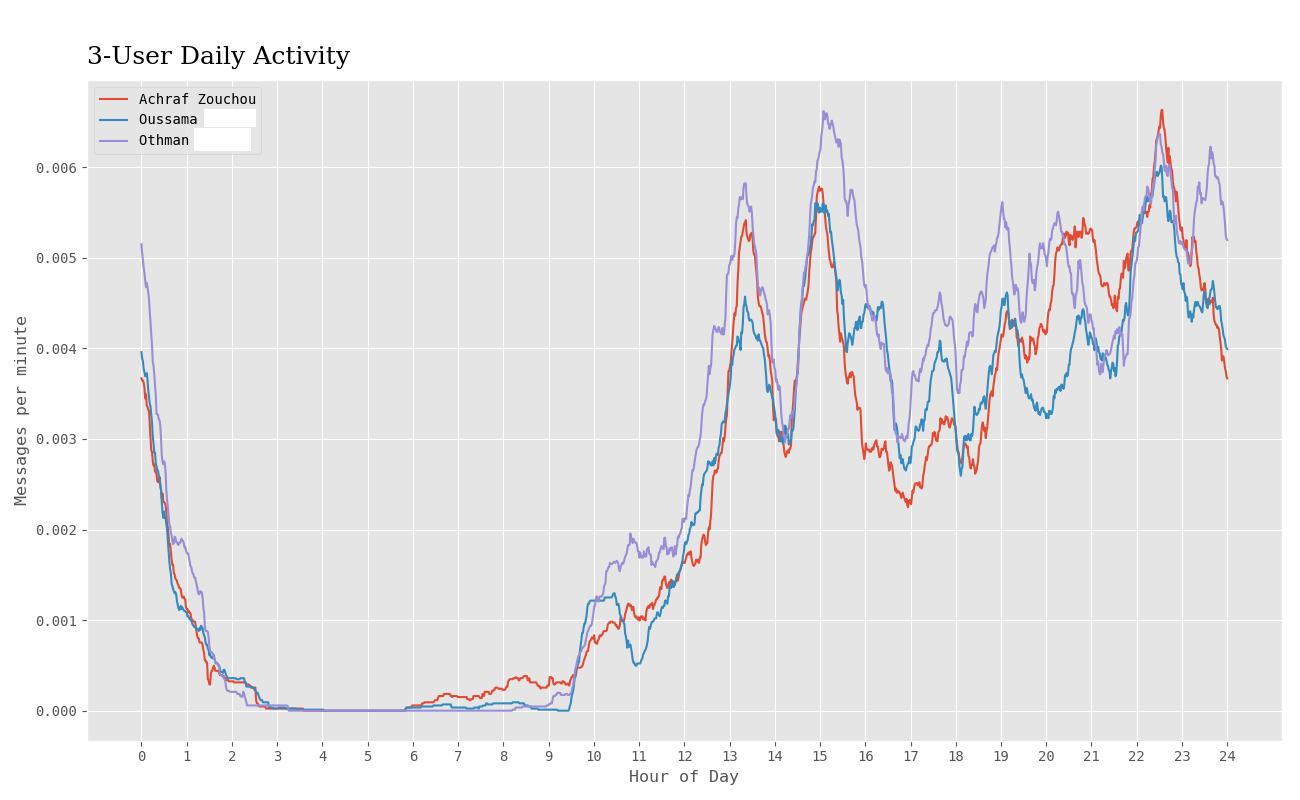 3-User Daily Activity
Achraf Zouchou
Oussama
Othman
0.006
0.005
0.004
0.003
0.002
0.001
0.000
Messages per minute
0 1 2 3 4 5 6 7 8 9 10 11 12 13 14 15 16 17 18 19 20 21 22 23 24
Hour of Day